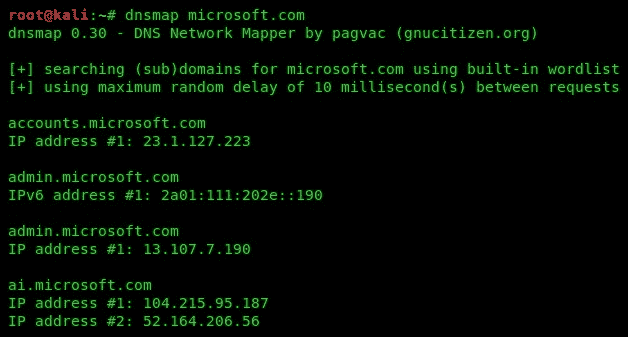 root@kali:~# dnsmap microsoft.com
dnsmap 0.30 - DNS Network Mapper by pagvac (gnucitizen.org)
[+] searching (sub)domains for microsoft.com using built-in wordlist
[+] using maximum random delay of 10 millisecond(s) between requests
accounts.microsoft.com
IP address #1: 23.1.127.223
admin.microsoft.com
IPv6 address #1: 2a01:111:202e::190
admin.microsoft.com
IP address #1: 13.107.7.190
ai.microsoft.com
IP address #1: 104.215.95.187
IP address #2: 52.164.206.56